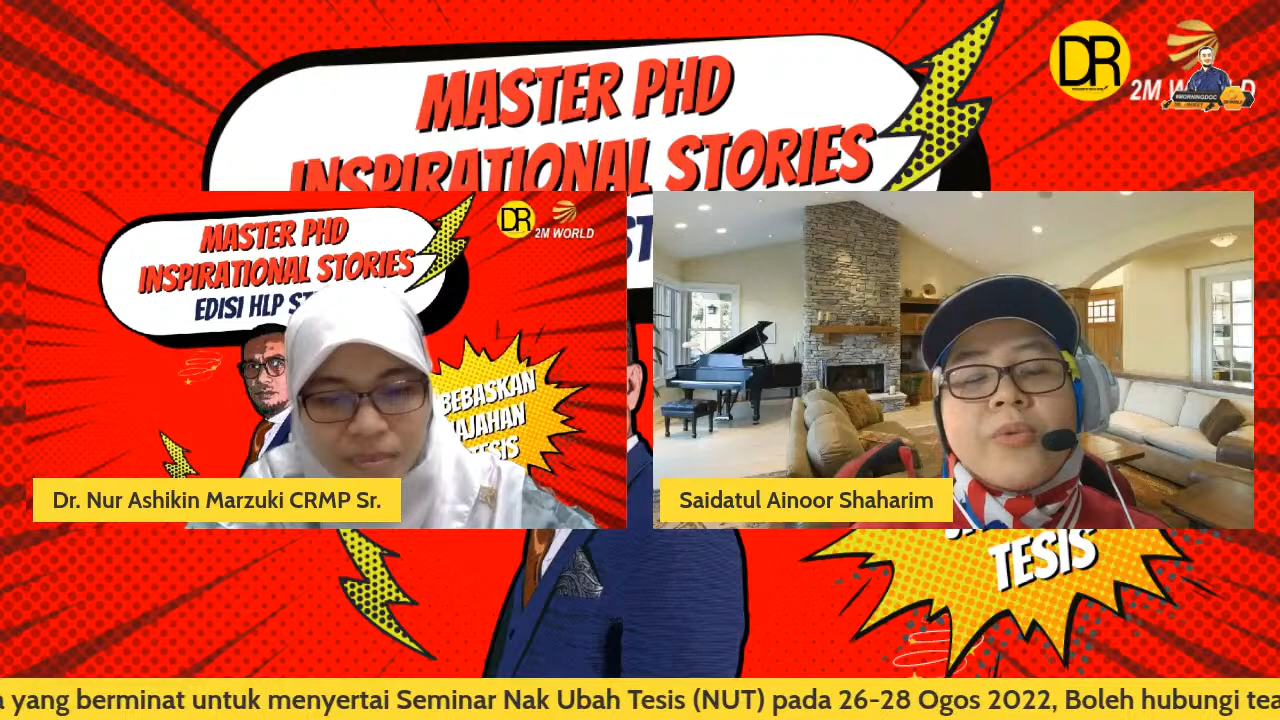 MASTER PHD
INSPIRATIONAL STORIES
DR
2M WORLD
#MORNINGDOC
MASTER PHD
INSPIRATIONAL STORIES
EDISI HLP
DR
2M WORLD
BEBASKAN
TESIS
Dr. Nur Ashikin Marzuki CRMP Sr.
Saidatul Ainoor Shaharim
TESIS
yang berminat untuk menyertai Seminar Nak Ubah Tesis (NUT) pada 26-28 Ogos 2022, Boleh hubungi